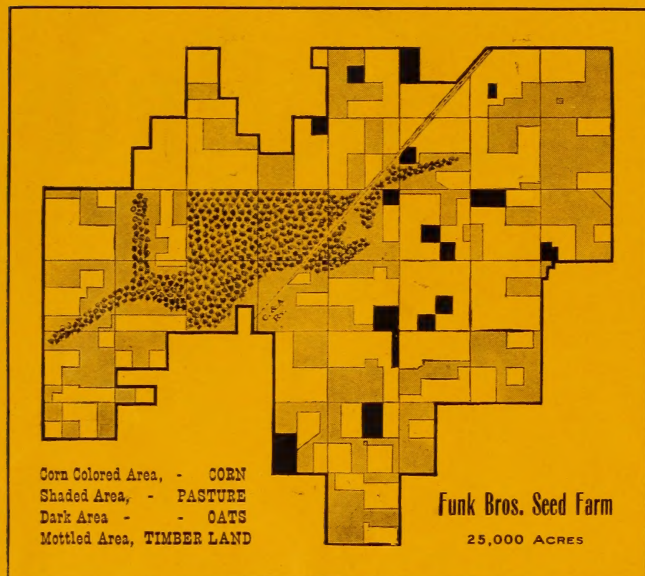 C. & A.
Ry.
Corn Colored Area, - CORN
Shaded Area, - PASTURE
Dark Area - - OATS
Mottled Area, TIMBER LAND
Funk Bros. Seed Farm
25,000 ACRES